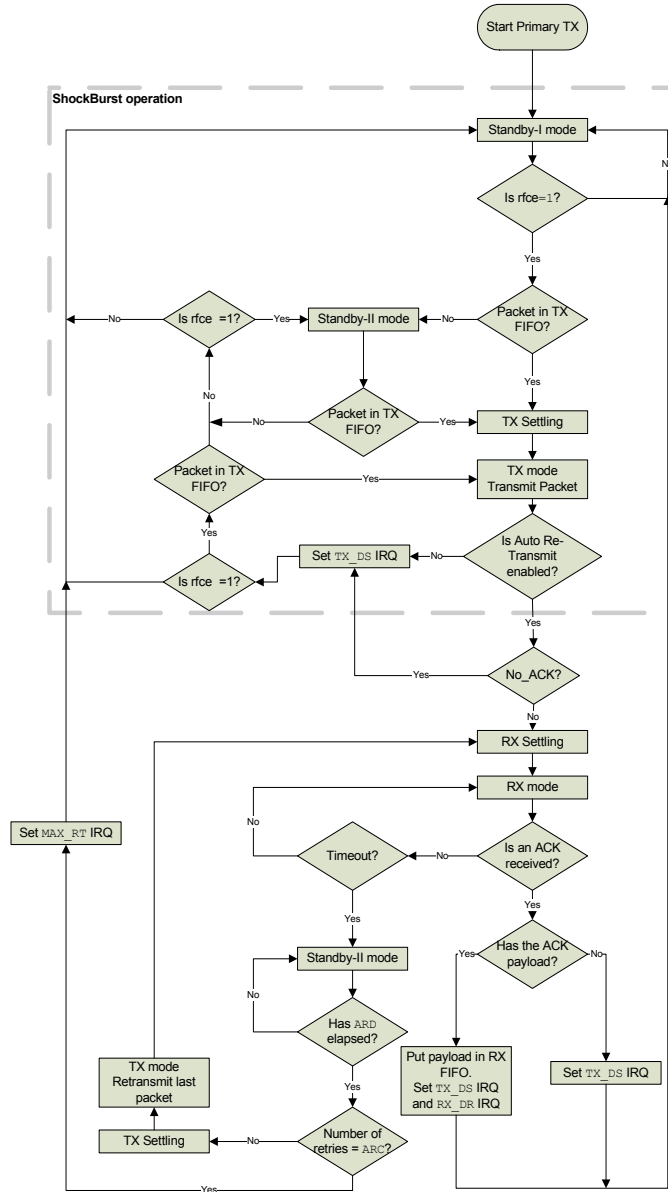 Start Primary TX
ShockBurst operation
Standby-I mode
Is rfce=1?
Yes
Is rfce =1?
No
Yes
Standby-II mode
No
Packet in TX
FIFO?
Yes
No
Packet in TX
FIFO?
No
Yes
TX Settling
Packet in TX
FIFO?
Yes
TX mode
Transmit Packet
Yes
Is Auto Re-
Transmit
enabled?
No
Set TX_DS IRQ
Is rfce =1?
Yes
No_ACK?
Yes
No
RX Settling
RX mode
No
Set MAX_RT IRQ
Timeout?
No
Is an ACK
received?
Yes
Yes
Has the ACK
payload?
Yes
No
Standby-II mode
No
Has ARD
elapsed?
Yes
TX mode
Retransmit last
packet
Put payload in RX
FIFO.
Set TX_DS IRQ
and RX_DR IRQ
Set TX_DS IRQ
TX Settling
No
Number of
retries = ARC?
Yes